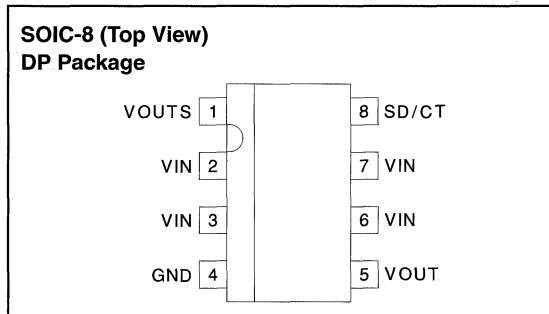 SOIC-8 (Top View)
DP Package
VOUTS 1 8 SD/CT
VIN 2 7 VIN
VIN 3 6 VIN
GND 4 5 VOUT